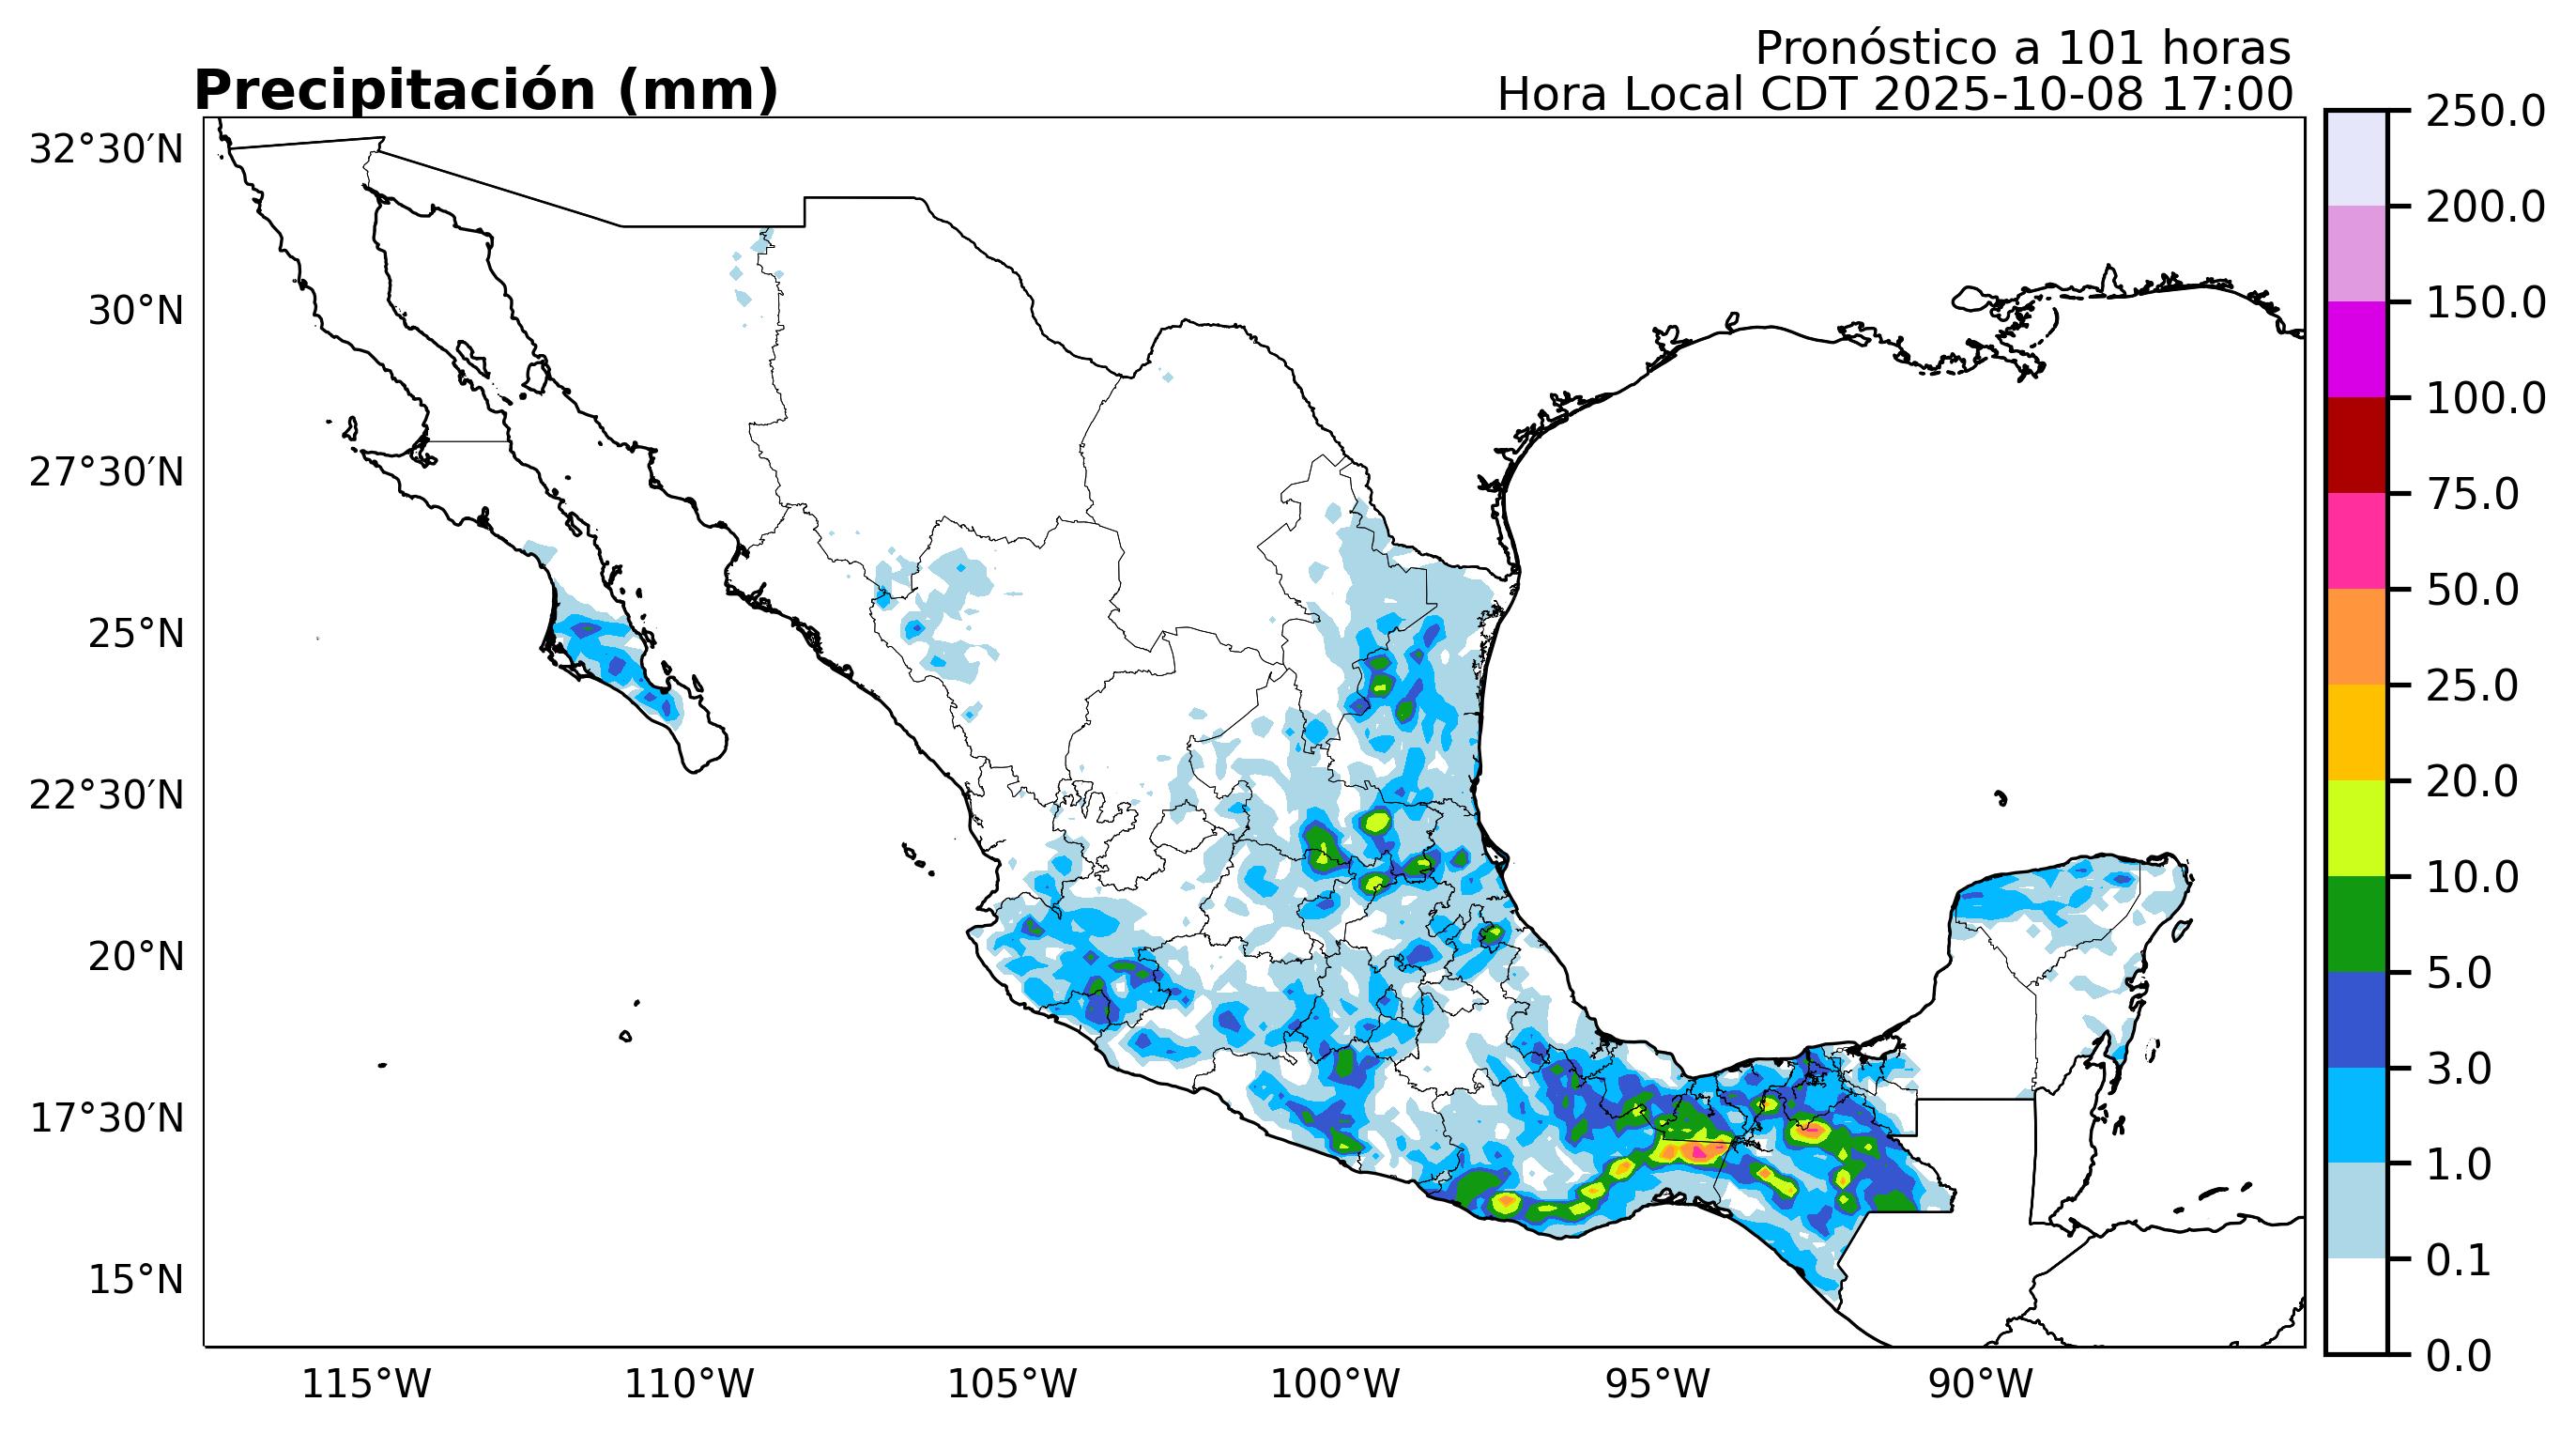 Pronóstico a 101 horas
Precipitación (mm)
Hora Local CDT 2025-10-08 17:00
32°30′N
30°N
27°30′N
25°N
22°30′N
20°N
17°30′N
15°N
115°W
110°W
105°W
100°W
95°W
90°W
250.0
200.0
150.0
100.0
75.0
50.0
25.0
20.0
10.0
5.0
3.0
1.0
0.1
0.0